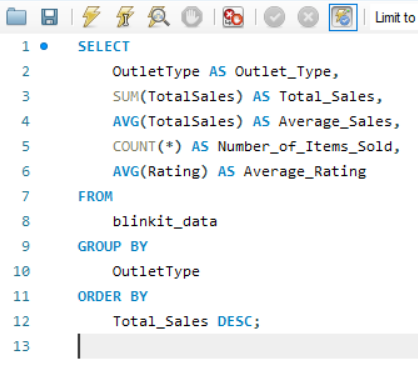 Limit to
1 SELECT
2 OutletType AS Outlet_Type,
3 SUM(TotalSales) AS Total_Sales,
4 AVG(TotalSales) AS Average_Sales,
5 COUNT(*) AS Number_of_Items_Sold,
6 AVG(Rating) AS Average_Rating
7 FROM
8 blinkit_data
9 GROUP BY
10 OutletType
11 ORDER BY
12 Total_Sales DESC;
13